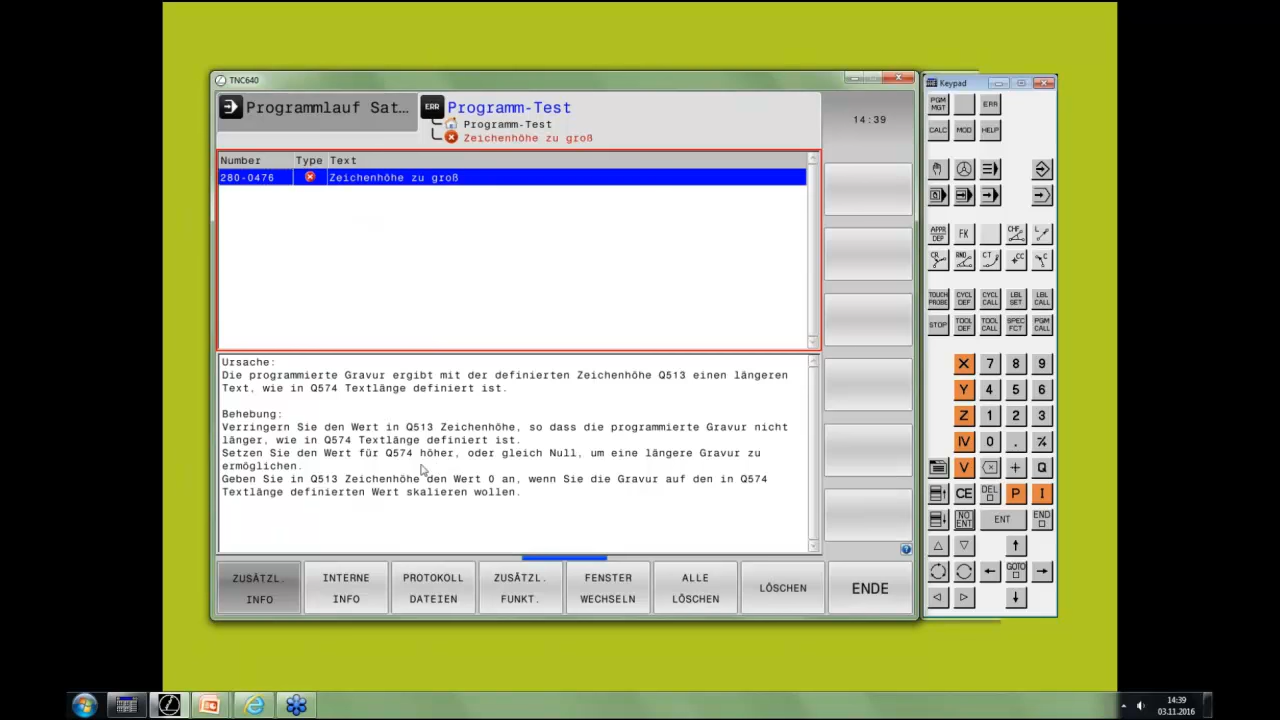 TNC640
Programmlauf Sat…
ERR
Programm-Test
Programm-Test
Zeichenhöhe zu groß
14:39
Number Type Text
280-0476 Zeichenhöhe zu groß
Ursache:
Die programmierte Gravur ergibt mit der definierten Zeichenhöhe Q513 einen längeren
Text, wie in Q574 Textlänge definiert ist.
Behebung:
Verringern Sie den Wert in Q513 Zeichenhöhe, so dass die programmierte Gravur nicht
länger, wie in Q574 Textlänge definiert ist.
Setzen Sie den Wert für Q574 höher, oder gleich Null, um eine längere Gravur zu
ermöglichen.
Geben Sie in Q513 Zeichenhöhe den Wert 0 an, wenn Sie die Gravur auf den in Q574
Textlänge definierten Wert skalieren wollen.
ZUSÄTZL.
INFO
INTERNE
INFO
PROTOKOLL
DATEIEN
ZUSÄTZL.
FUNKT.
FENSTER
WECHSELN
ALLE
LÖSCHEN
LÖSCHEN
ENDE
Keypad
PGM
MGT
ERR
CALC MOD HELP
APPR
DEP
FK
CHF
L
CR RND CT CC C
TOUCH
PROBE
CYCL
DEF
CYCL
CALL
LBL
SET
LBL
CALL
STOP
TOOL
DEF
TOOL
CALL
SPEC
FCT
PGM
CALL
X 7 8 9
Y 4 5 6
Z 1 2 3
IV 0 .
V + Q
CE
DEL
P I
NO
ENT
ENT
END
GOTO
14:39
03.11.2016